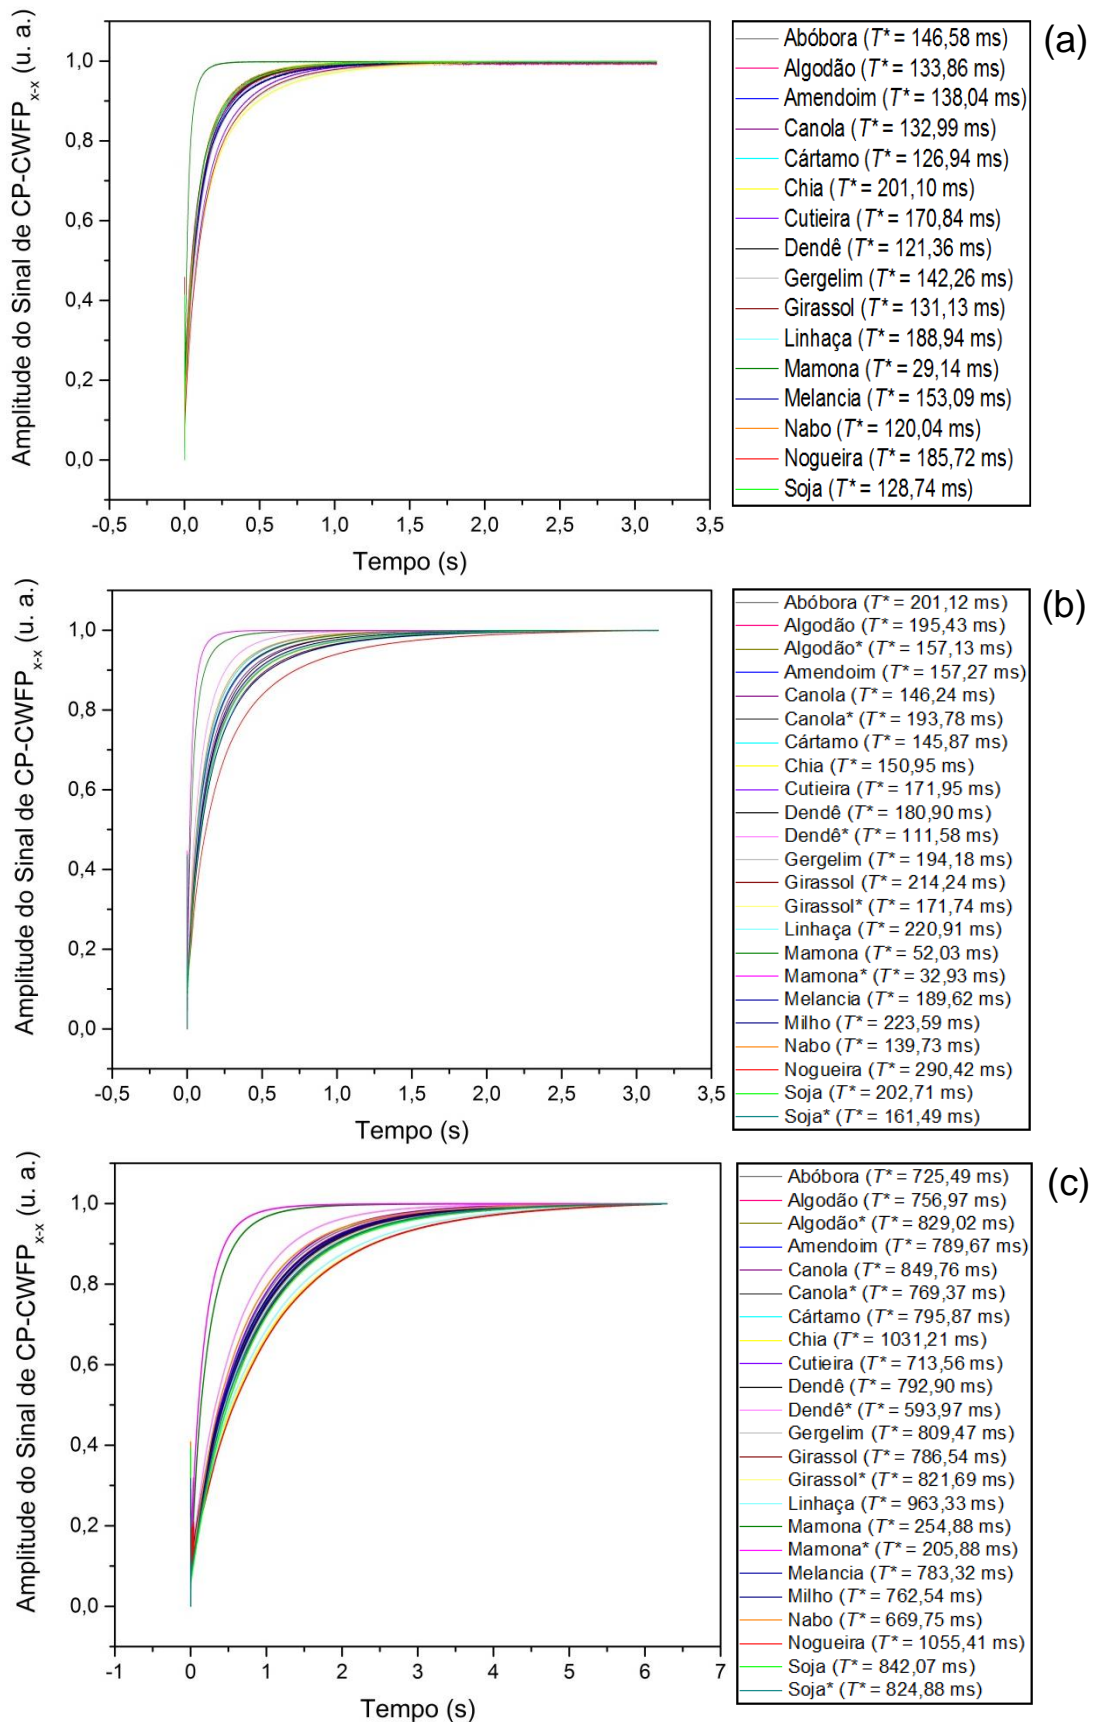 (a)
Amplitude do Sinal de CP-CWFP x-x (u. a.)
1,0
0,8
0,6
0,4
0,2
0,0
-0,5 0,0 0,5 1,0 1,5 2,0 2,5 3,0 3,5
Tempo (s)
Abóbora (T* = 146,58 ms)
Algodão (T* = 133,86 ms)
Amendoim (T* = 138,04 ms)
Canola (T* = 132,99 ms)
Cártamo (T* = 126,94 ms)
Chia (T* = 201,10 ms)
Cutieira (T* = 170,84 ms)
Dendê (T* = 121,36 ms)
Gergelim (T* = 142,26 ms)
Girassol (T* = 131,13 ms)
Linhaça (T* = 188,94 ms)
Mamona (T* = 29,14 ms)
Melancia (T* = 153,09 ms)
Nabo (T* = 120,04 ms)
Nogueira (T* = 185,72 ms)
Soja (T* = 128,74 ms)
(b)
Amplitude do Sinal de CP-CWFP x-x (u. a.)
1,0
0,8
0,6
0,4
0,2
0,0
-0,5 0,0 0,5 1,0 1,5 2,0 2,5 3,0 3,5
Tempo (s)
Abóbora (T* = 201,12 ms)
Algodão (T* = 195,43 ms)
Algodão* (T* = 157,13 ms)
Amendoim (T* = 157,27 ms)
Canola (T* = 146,24 ms)
Canola* (T* = 193,78 ms)
Cártamo (T* = 145,87 ms)
Chia (T* = 150,95 ms)
Cutieira (T* = 171,95 ms)
Dendê (T* = 180,90 ms)
Dendê* (T* = 111,58 ms)
Gergelim (T* = 194,18 ms)
Girassol (T* = 214,24 ms)
Girassol* (T* = 171,74 ms)
Linhaça (T* = 220,91 ms)
Mamona (T* = 52,03 ms)
Mamona* (T* = 32,93 ms)
Melancia (T* = 189,62 ms)
Milho (T* = 223,59 ms)
Nabo (T* = 139,73 ms)
Nogueira (T* = 290,42 ms)
Soja (T* = 202,71 ms)
Soja* (T* = 161,49 ms)
(c)
Amplitude do Sinal de CP-CWFP x-x (u. a.)
1,0
0,8
0,6
0,4
0,2
0,0
-1 0 1 2 3 4 5 6 7
Tempo (s)
Abóbora (T* = 725,49 ms)
Algodão (T* = 756,97 ms)
Algodão* (T* = 829,02 ms)
Amendoim (T* = 789,67 ms)
Canola (T* = 849,76 ms)
Canola* (T* = 769,37 ms)
Cártamo (T* = 795,87 ms)
Chia (T* = 1031,21 ms)
Cutieira (T* = 713,56 ms)
Dendê (T* = 792,90 ms)
Dendê* (T* = 593,97 ms)
Gergelim (T* = 809,47 ms)
Girassol (T* = 786,54 ms)
Girassol* (T* = 821,69 ms)
Linhaça (T* = 963,33 ms)
Mamona (T* = 254,88 ms)
Mamona* (T* = 205,88 ms)
Melancia (T* = 783,32 ms)
Milho (T* = 762,54 ms)
Nabo (T* = 669,75 ms)
Nogueira (T* = 1055,41 ms)
Soja (T* = 842,07 ms)
Soja* (T* = 824,88 ms)